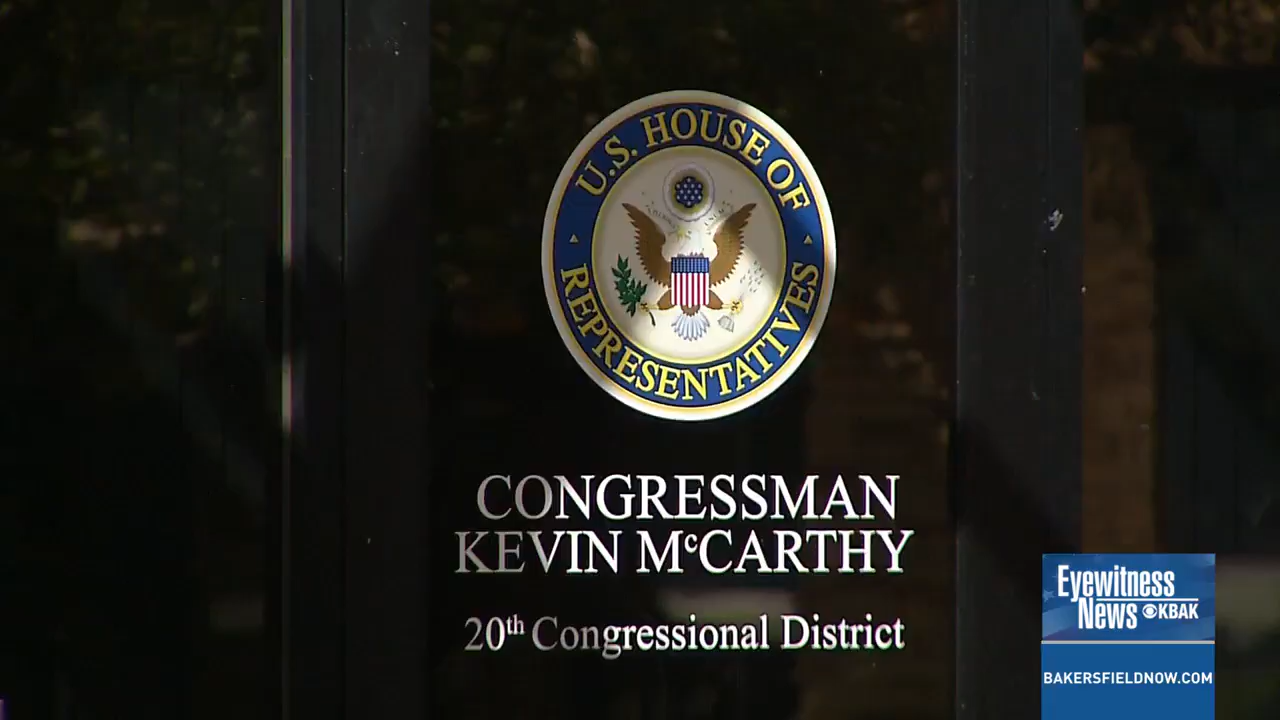 U.S. HOUSE OF
REPRESENTATIVES
CONGRESSMAN
KEVIN McCARTHY
20th Congressional District
Eyewitness
News KBAK
BAKERSFIELDNOW.COM